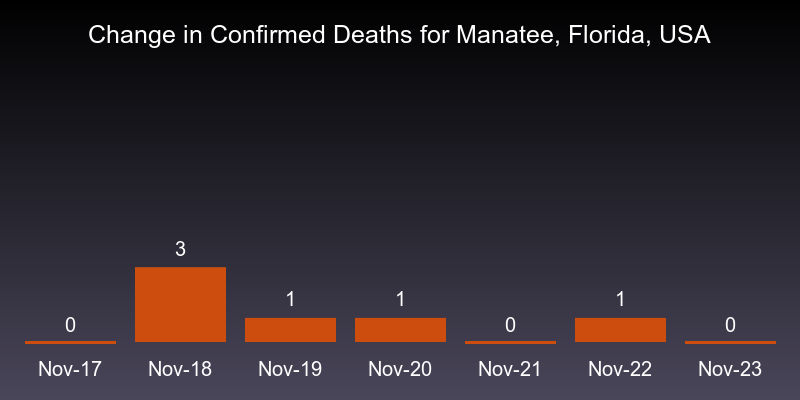 Change in Confirmed Deaths for Manatee, Florida, USA
0 3 1 1 0 1 0
Nov-17 Nov-18 Nov-19 Nov-20 Nov-21 Nov-22 Nov-23